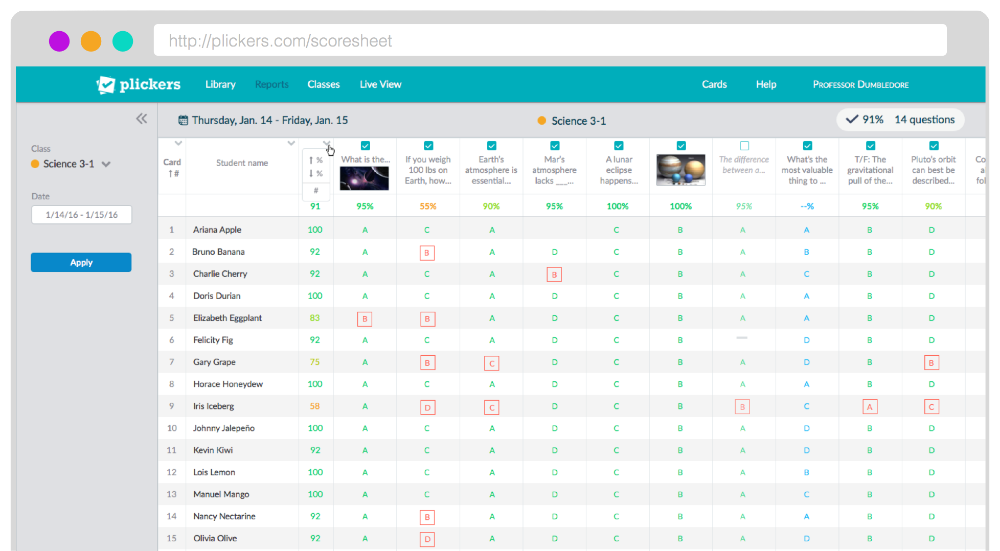 http://plickers.com/scoresheet
plickers Library Reports Classes Live View Cards Help PROFESSOR DUMBLEDORE
Thursday, Jan. 14 - Friday, Jan. 15 Science 3-1 91% 14 questions
Class
Science 3-1
Date
1/14/16 - 1/15/16
Apply
Card
↑#
Student name
↑ %
↓ %
#
What is the...
If you weigh
100 lbs on
Earth, how...
Earth's
atmosphere is
essential...
Mar's
atmosphere
lacks ___...
A lunar
eclipse
happens...
The difference
between a...
What's the
most valuable
thing to ...
T/F: The
gravitational
pull of the...
Pluto's orbit
can best be
described...
Co
al
fol
91 95% 55% 90% 95% 100% 100% 95% --% 95% 90%
1 Ariana Apple 100 A C A C B A A B D
2 Bruno Banana 92 A B A D C B A B B D
3 Charlie Cherry 92 A C A B C B A C B D
4 Doris Durian 100 A C A D C B A A B D
5 Elizabeth Eggplant 83 B B A D C B A A B D
6 Felicity Fig 92 A C A D C B — D B D
7 Gary Grape 75 A B C D C B A D B B
8 Horace Honeydew 100 A C A D C B A A B D
9 Iris Iceberg 58 A D C D C B B C A C
10 Johnny Jalepeño 100 A C A D C B A D B D
11 Kevin Kiwi 92 A C A D C B A D B D
12 Lois Lemon 100 A C A D C B A B B D
13 Manuel Mango 100 A C A D C B A C B D
14 Nancy Nectarine 92 A B A D C B A A B D
15 Olivia Olive 92 A D A D C B A D B D